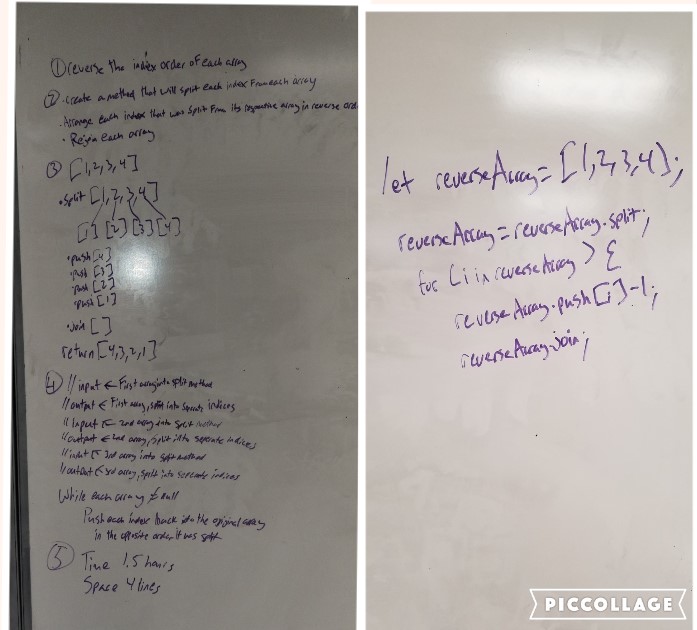 ① reverse the index order of each array
② • create a method that will split each index from each array
• Arrange each index that was split from its respective array in reverse orde
• Rejoin each array
③ [1,2,3,4]
• split [1,2,3,4]
[1] [2] [3] [4]
• push [4]
• push [3]
• push [2]
• push [1]
• join [ ]
return [4,3,2,1]
④ // input ← First array into split method
// output ← First array, split into seperate indices
// input ← 2nd array into split method
// output ← 2nd array, split into seperate indices
// input ← 3rd array into split method
// output ← 3rd array, split into seperate indices
While each array ≠ null
Push each index back into the original array
in the opposite order it was split
⑤ Time 1.5 hours
Space 4 lines
let reverseArray = [1,2,3,4);
reverseArray = reverseArray.split;
for (i in reverseArray > {
reverseArray.push[i]-1;
reverseArray.join;
PICCOLLAGE